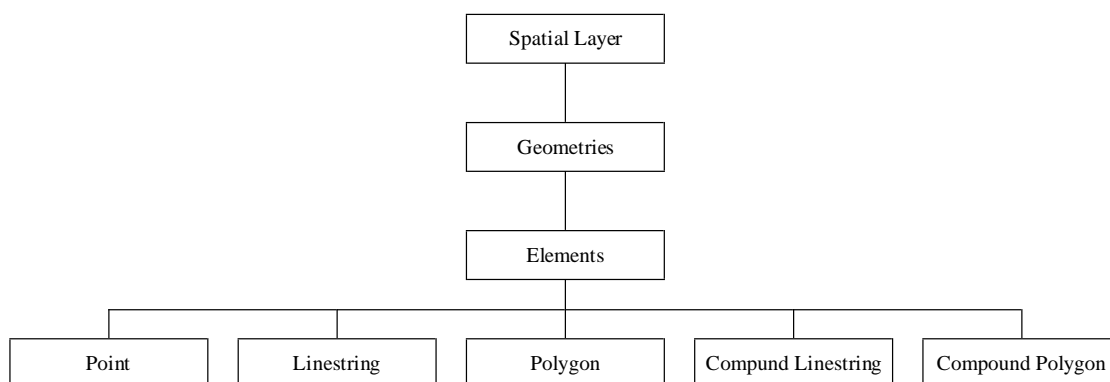 Spatial Layer
Geometries
Elements
Point
Linestring
Polygon
Compund Linestring
Compound Polygon